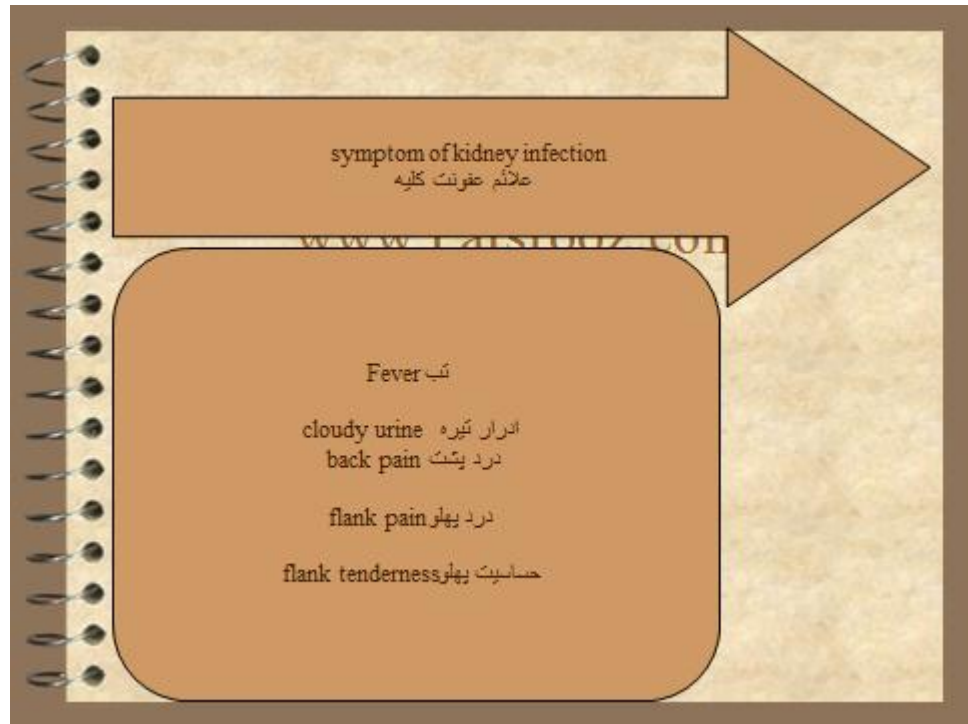 symptom of kidney infection
علائم عفونت کلیه
Fever تب
cloudy urine ادرار تیره
back pain درد پشت
flank pain درد پهلو
flank tenderness حساسیت پهلو